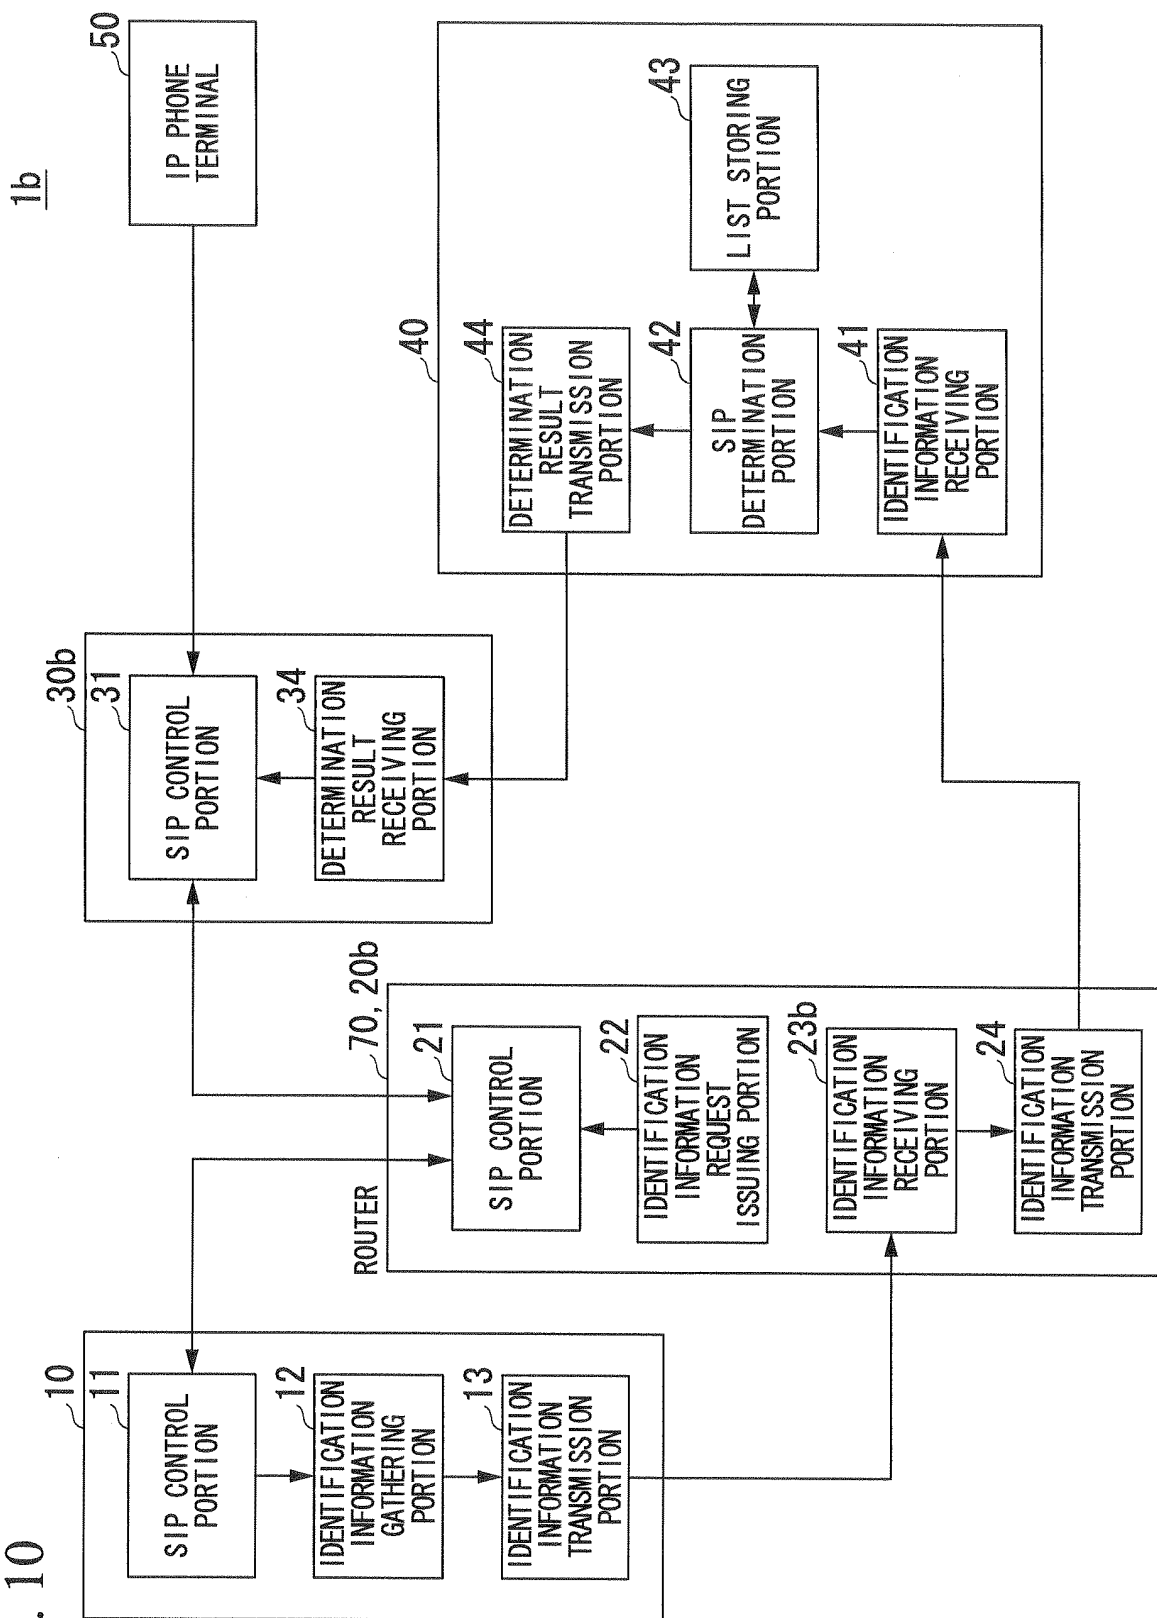 . 10
1b
10
11
SIP CONTROL
PORTION
12
IDENTIFICATION
INFORMATION
GATHERING
PORTION
13
IDENTIFICATION
INFORMATION
TRANSMISSION
PORTION
ROUTER
70, 20b
21
SIP CONTROL
PORTION
22
IDENTIFICATION
INFORMATION
REQUEST
ISSUING PORTION
23b
IDENTIFICATION
INFORMATION
RECEIVING
PORTION
24
IDENTIFICATION
INFORMATION
TRANSMISSION
PORTION
30b
31
SIP CONTROL
PORTION
34
DETERMINATION
RESULT
RECEIVING
PORTION
50
IP PHONE
TERMINAL
40
44
DETERMINATION
RESULT
TRANSMISSION
PORTION
42
SIP
DETERMINATION
PORTION
43
LIST STORING
PORTION
41
IDENTIFICATION
INFORMATION
RECEIVING
PORTION